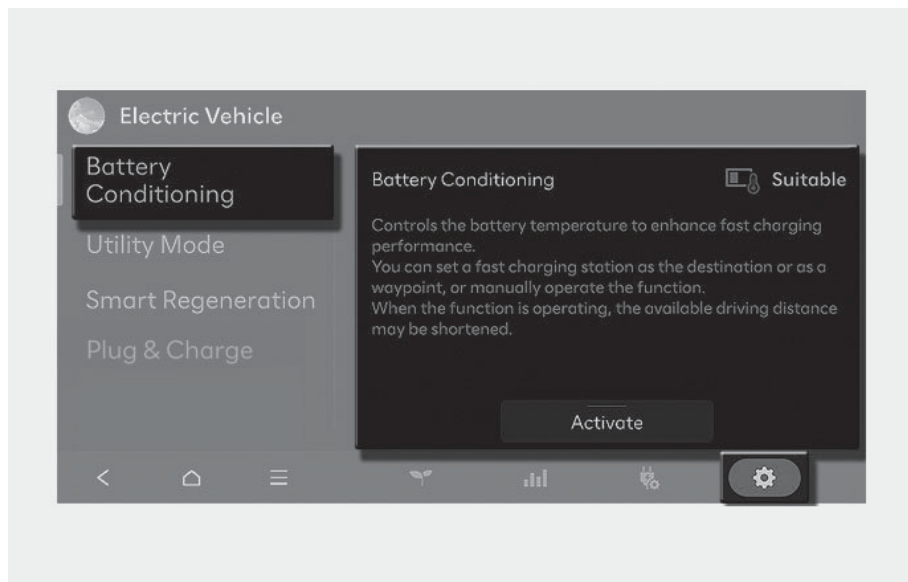 Electric Vehicle
Battery
Conditioning
Utility Mode
Smart Regeneration
Plug & Charge
Battery Conditioning
Suitable
Controls the battery temperature to enhance fast charging
performance.
You can set a fast charging station as the destination or as a
waypoint, or manually operate the function.
When the function is operating, the available driving distance
may be shortened.
Activate